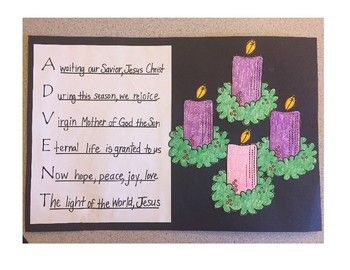 Awaiting our Savior, Jesus Christ
During this season, we rejoice
Virgin Mother of God the Son
Eternal life is granted to us
Now hope, peace, joy, love
The light of the World, Jesus